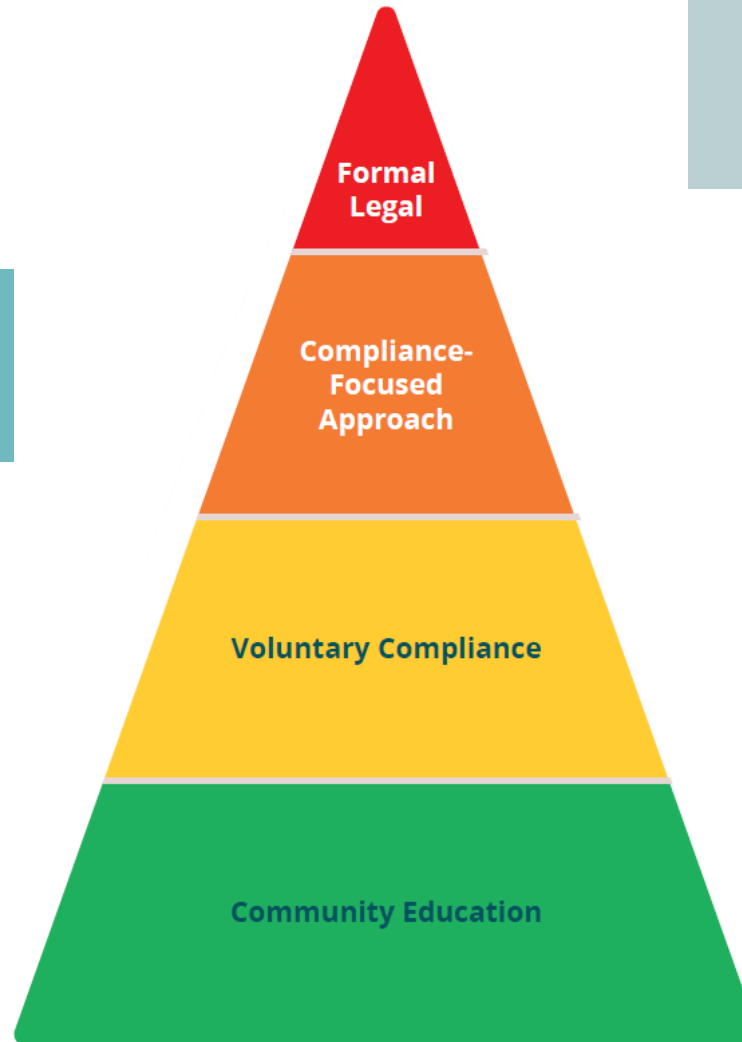 Formal
Legal
Compliance-
Focused
Approach
Voluntary Compliance
Community Education